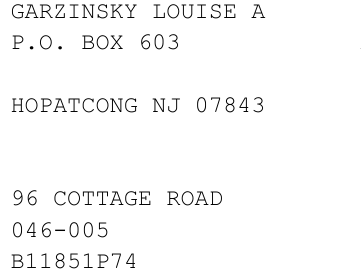 GARZINSKY LOUISE A
P.O. BOX 603
HOPATCONG NJ 07843
96 COTTAGE ROAD
046-005
B11851P74